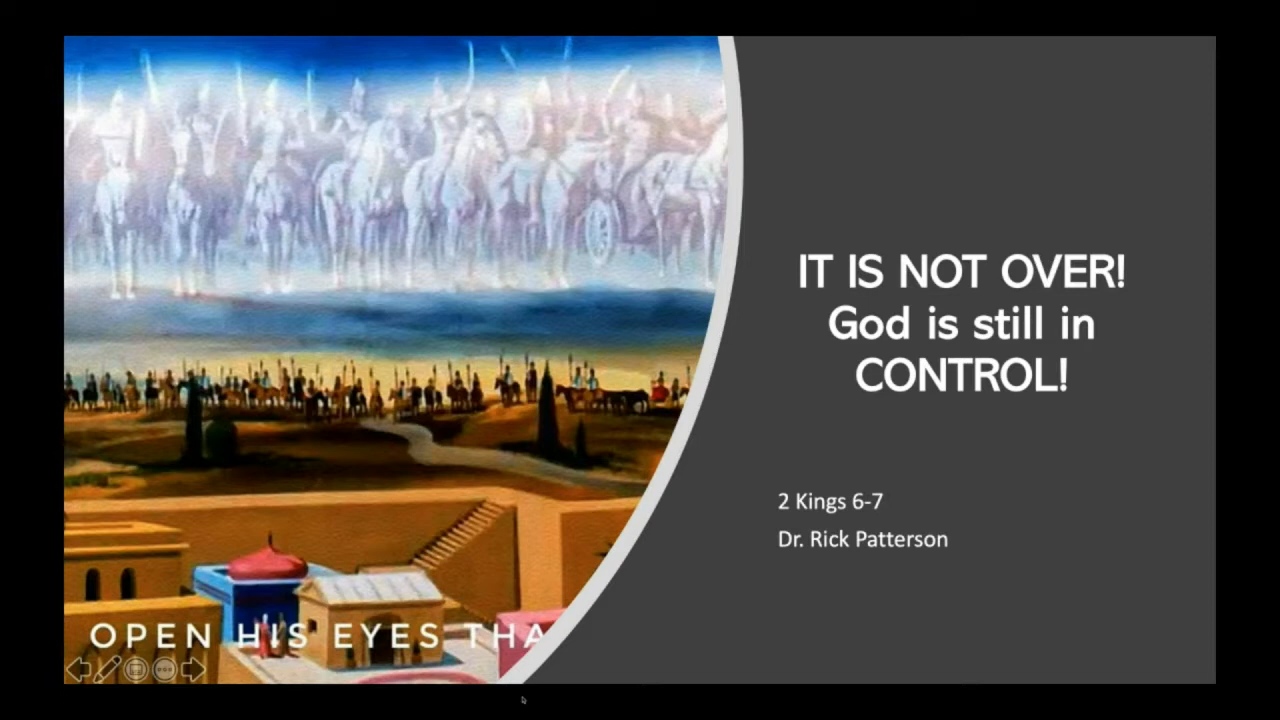 IT IS NOT OVER!
God is still in
CONTROL!
2 Kings 6-7
Dr. Rick Patterson
OPEN HIS EYES THA